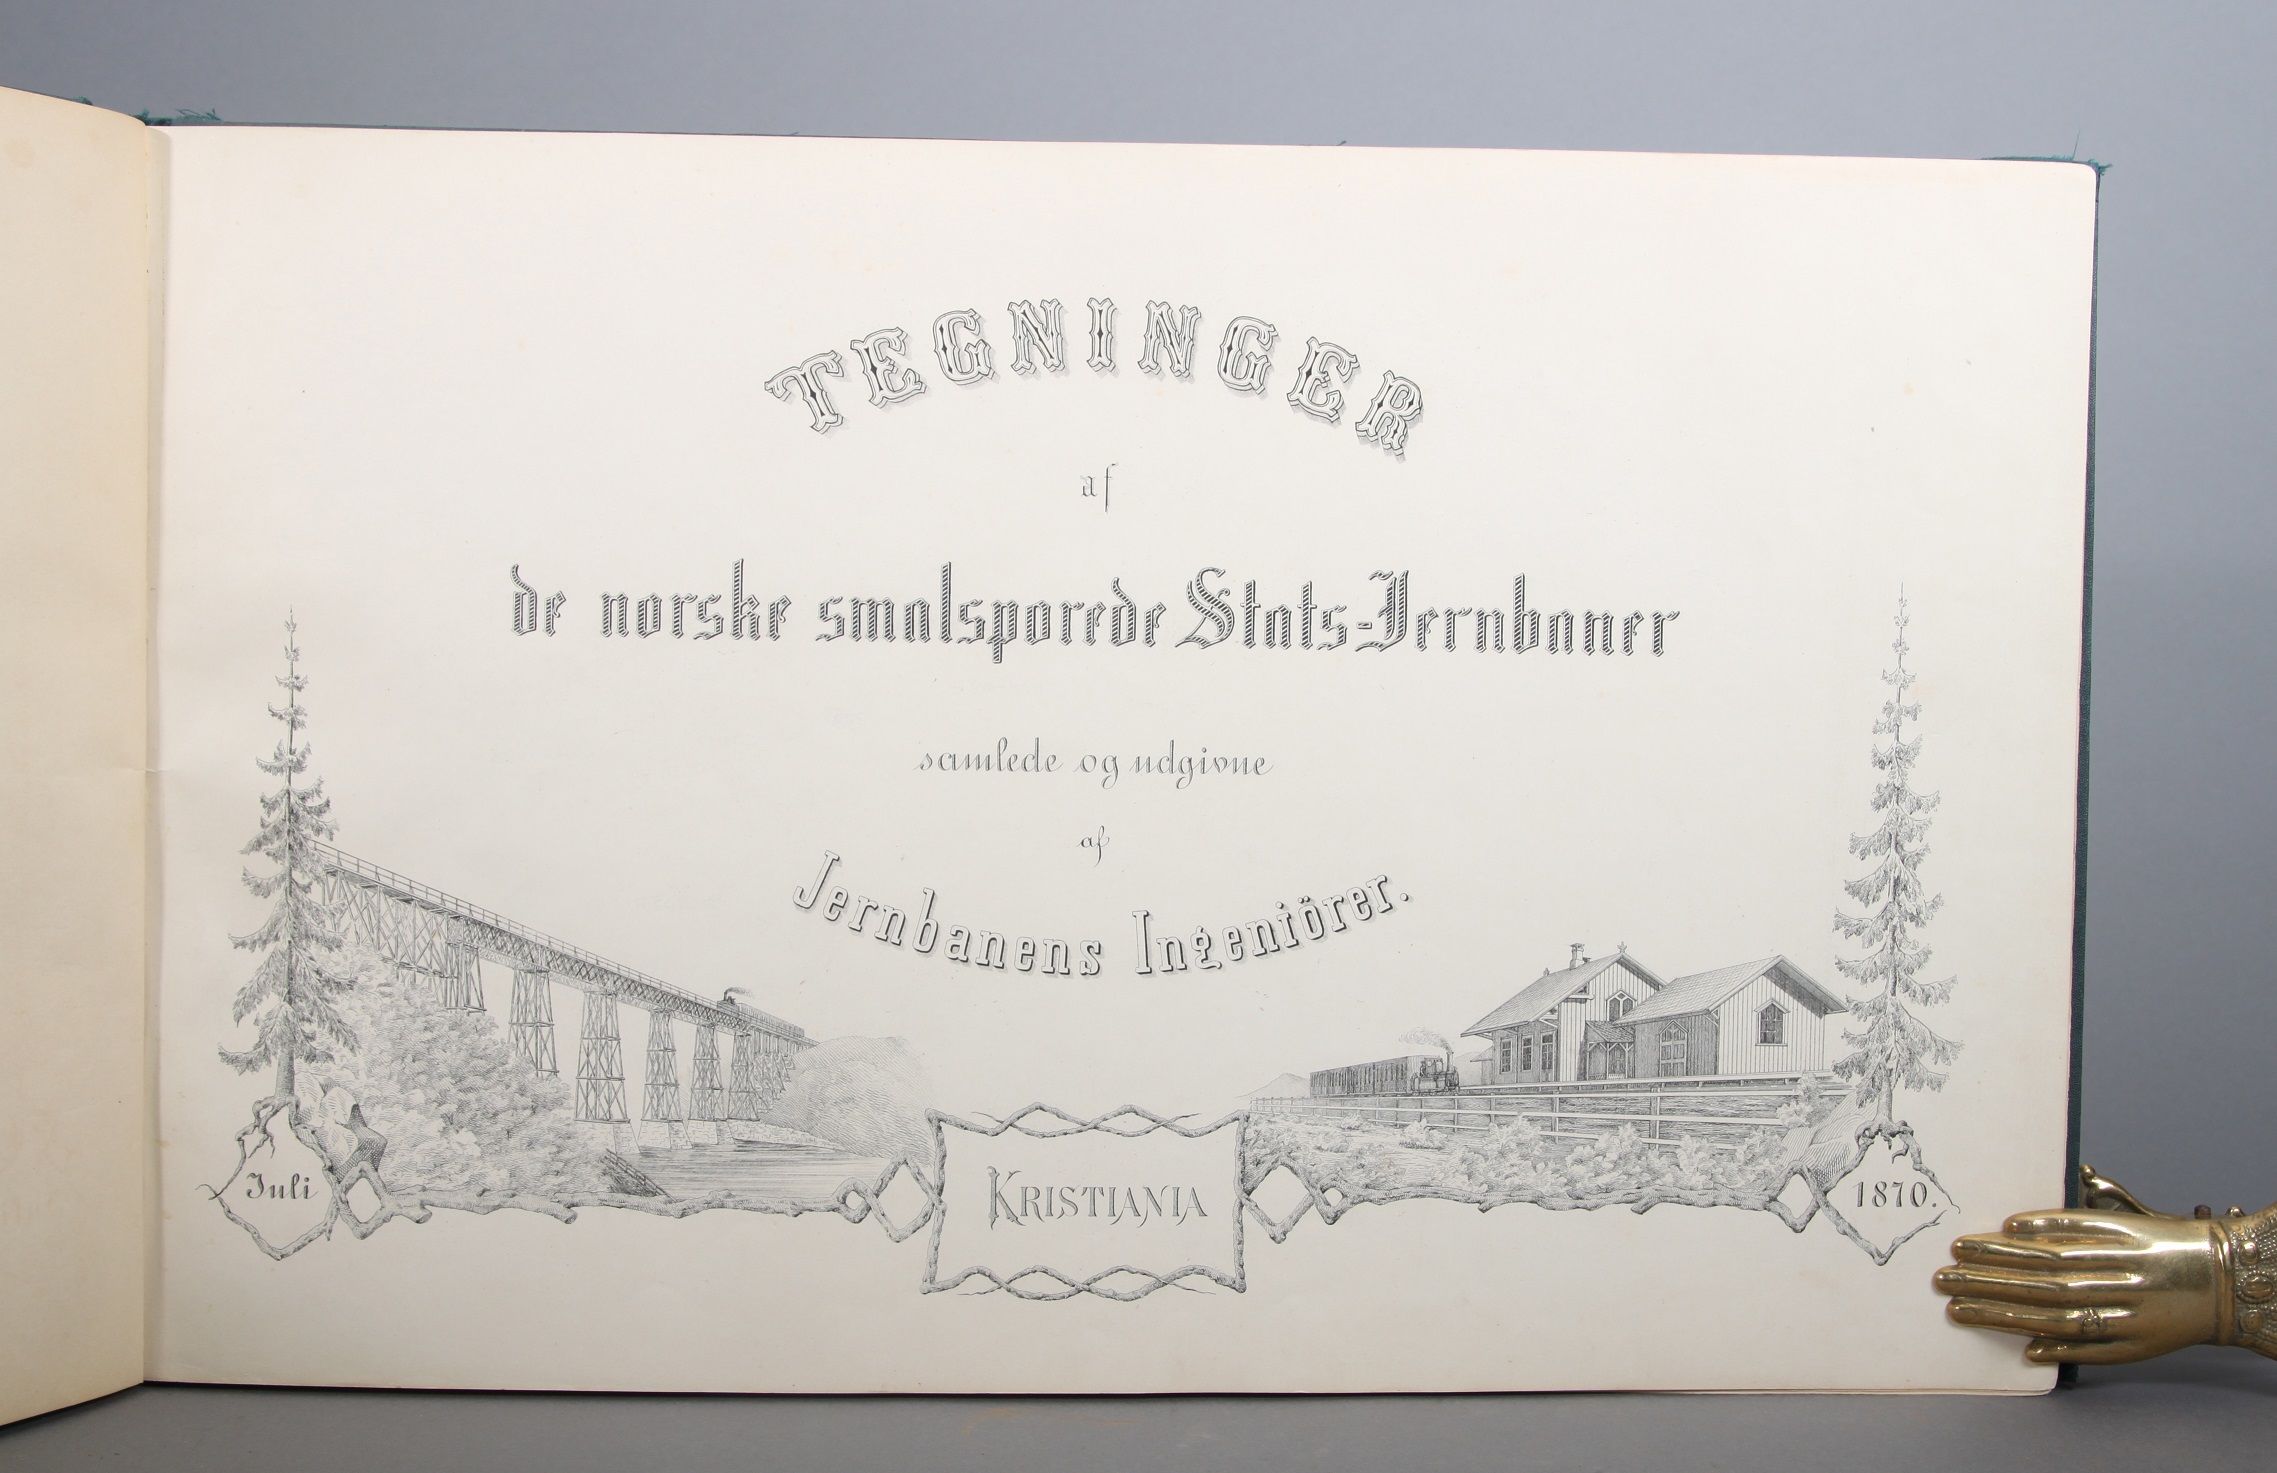 TEGNINGER
af
de norske smalsporede Stats-Jernbaner
samlede og udgivne
af
Jernbanens Ingeniörer.
Juli
KRISTIANIA
1870.